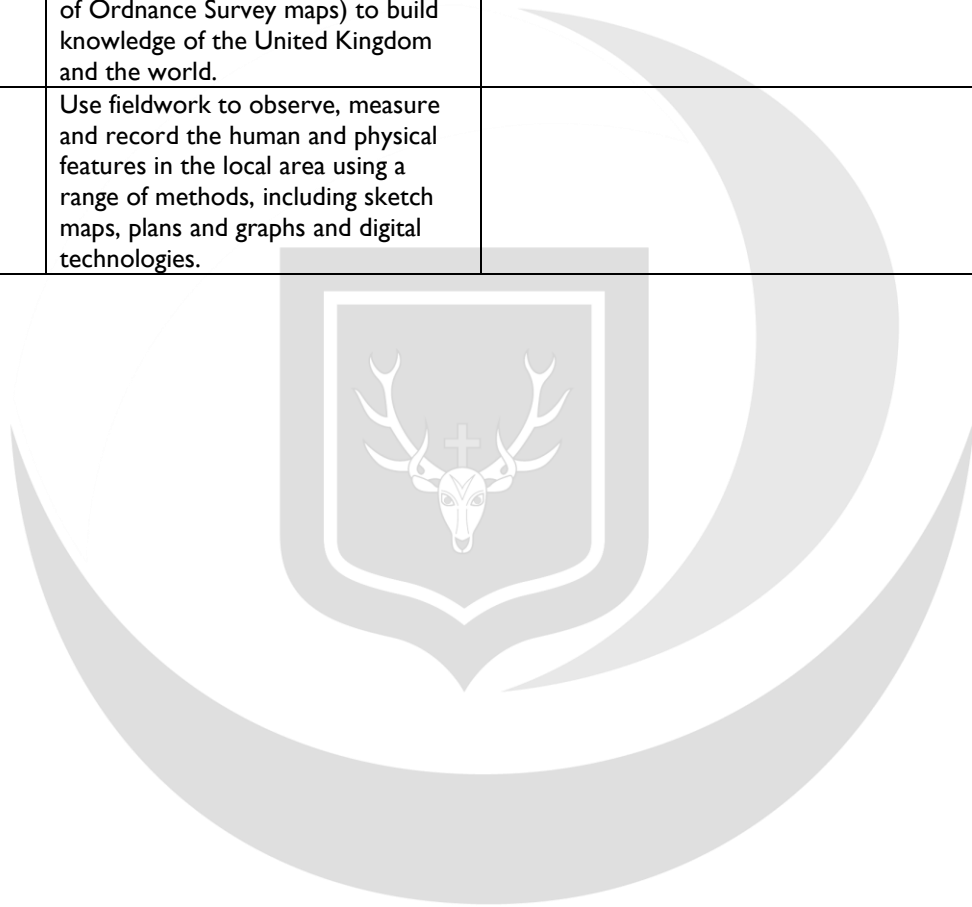 of Ordnance Survey maps) to build
knowledge of the United Kingdom
and the world.
Use fieldwork to observe, measure
and record the human and physical
features in the local area using a
range of methods, including sketch
maps, plans and graphs and digital
technologies.